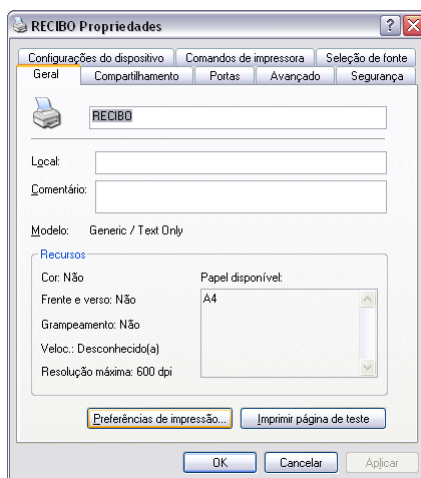 RECIBO Propriedades
Configurações do dispositivo Comandos de impressora Seleção de fonte
Geral Compartilhamento Portas Avançado Segurança
RECIBO
Local:
Comentário:
Modelo: Generic / Text Only
Recursos
Cor: Não Papel disponível:
Frente e verso: Não A4
Grampeamento: Não
Veloc.: Desconhecido(a)
Resolução máxima: 600 dpi
Preferências de impressão... Imprimir página de teste
OK Cancelar Aplicar